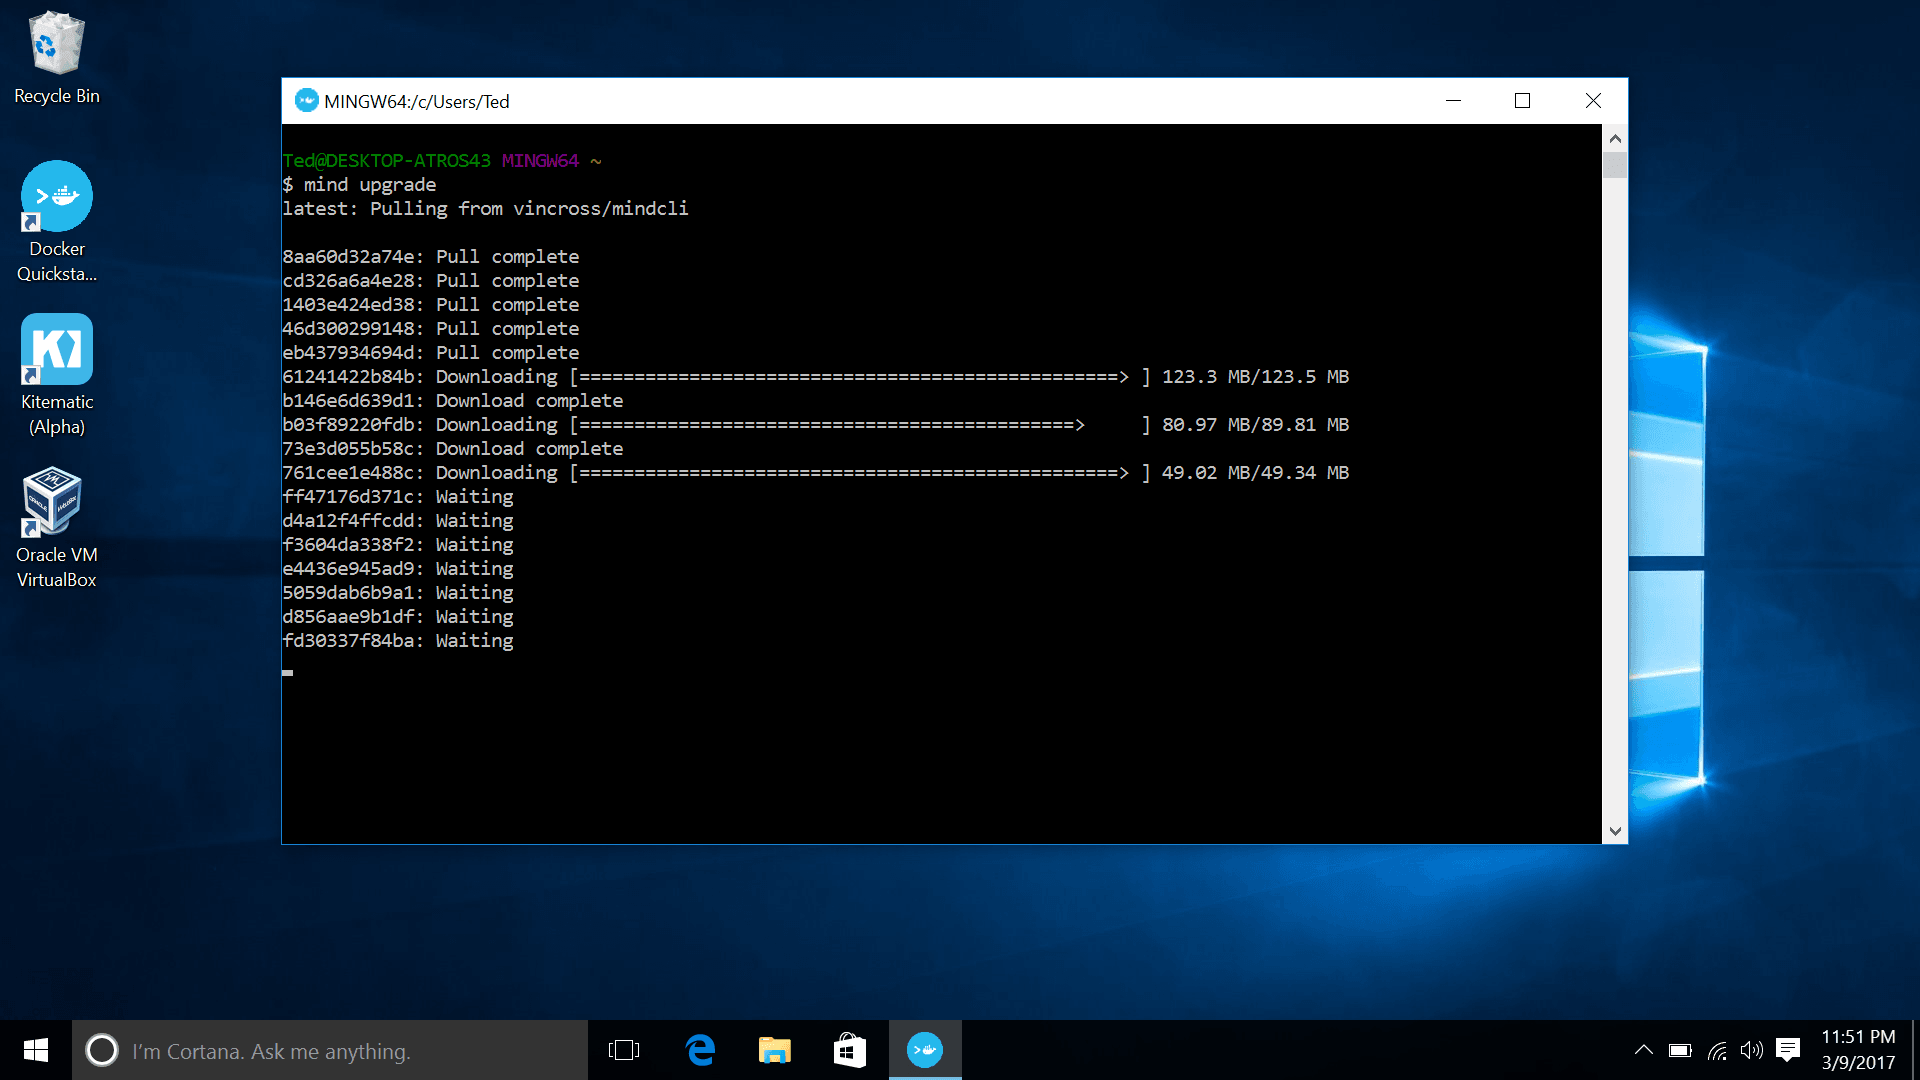 Recycle Bin
Docker
Quicksta...
Kitematic
(Alpha)
Oracle VM
VirtualBox
MINGW64:/c/Users/Ted
Ted@DESKTOP-ATROS43 MINGW64 ~
$ mind upgrade
latest: Pulling from vincross/mindcli
8aa60d32a74e: Pull complete
cd326a6a4e28: Pull complete
1403e424ed38: Pull complete
46d300299148: Pull complete
eb437934694d: Pull complete
61241422b84b: Downloading [=================================================> ] 123.3 MB/123.5 MB
b146e6d639d1: Download complete
b03f89220fdb: Downloading [=============================================>     ] 80.97 MB/89.81 MB
73e3d055b58c: Download complete
761cee1e488c: Downloading [=================================================> ] 49.02 MB/49.34 MB
ff47176d371c: Waiting
d4a12f4ffcdd: Waiting
f3604da338f2: Waiting
e4436e945ad9: Waiting
5059dab6b9a1: Waiting
d856aae9b1df: Waiting
fd30337f84ba: Waiting
I'm Cortana. Ask me anything.
11:51 PM
3/9/2017